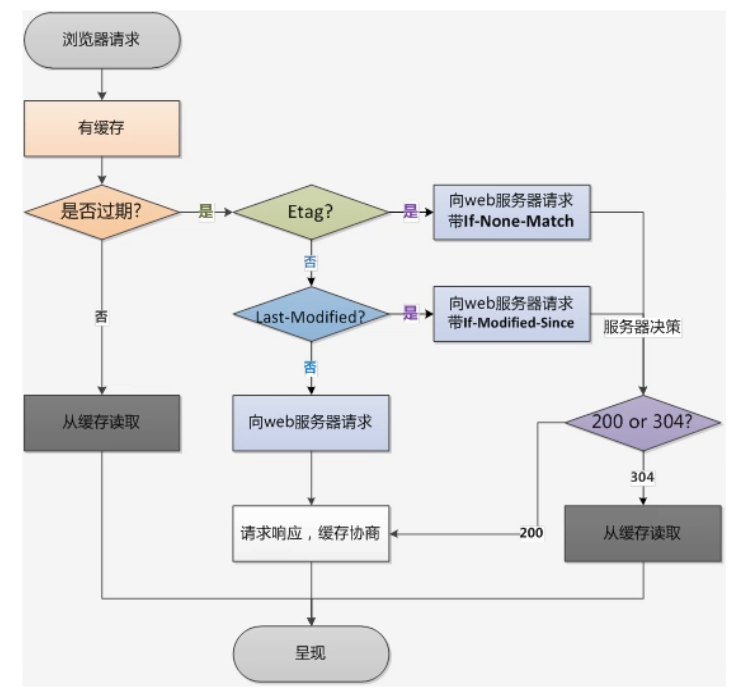 浏览器请求
有缓存
是否过期?
是
Etag?
是
向web服务器请求
带If-None-Match
否
否
Last-Modified?
是
向web服务器请求
带If-Modified-Since
服务器决策
否
从缓存读取
向web服务器请求
200 or 304?
304
请求响应，缓存协商
200
从缓存读取
呈现